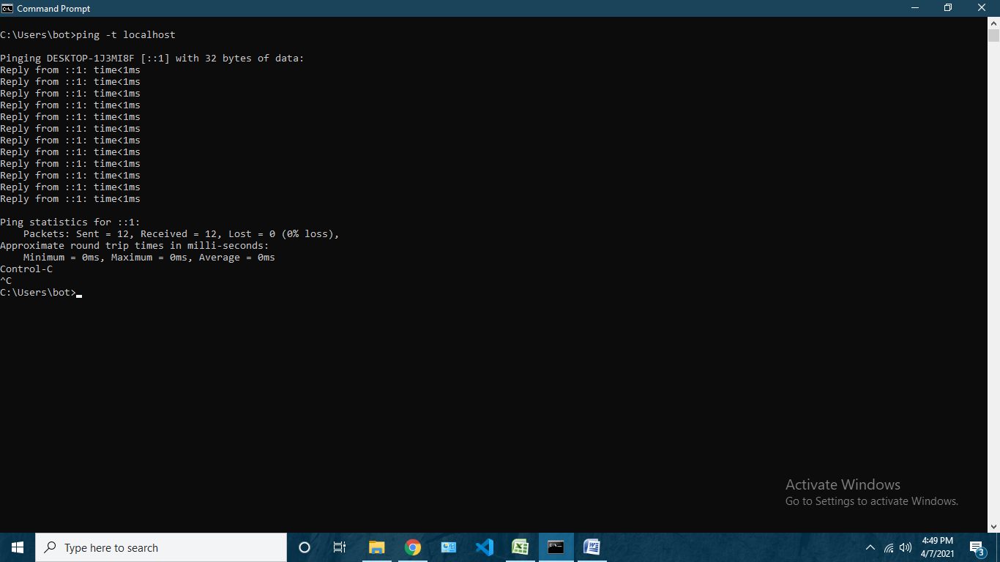 Command Prompt
C:\Users\bot>ping -t localhost
Pinging DESKTOP-1J3MI8F [::1] with 32 bytes of data:
Reply from ::1: time<1ms
Reply from ::1: time<1ms
Reply from ::1: time<1ms
Reply from ::1: time<1ms
Reply from ::1: time<1ms
Reply from ::1: time<1ms
Reply from ::1: time<1ms
Reply from ::1: time<1ms
Reply from ::1: time<1ms
Reply from ::1: time<1ms
Reply from ::1: time<1ms
Reply from ::1: time<1ms
Ping statistics for ::1:
    Packets: Sent = 12, Received = 12, Lost = 0 (0% loss),
Approximate round trip times in milli-seconds:
    Minimum = 0ms, Maximum = 0ms, Average = 0ms
Control-C
^C
C:\Users\bot>
Activate Windows
Go to Settings to activate Windows.
Type here to search
4:49 PM
4/7/2021
3